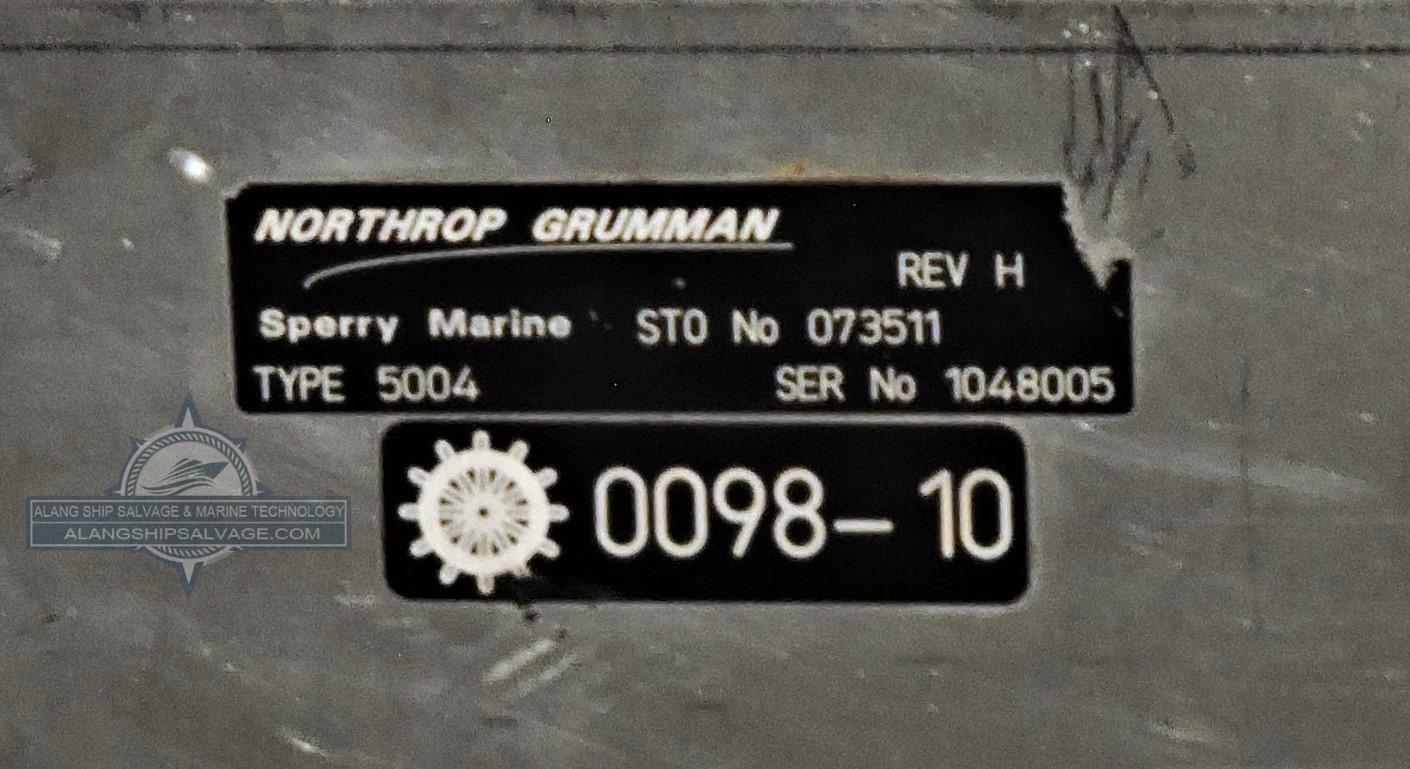 NORTHROP GRUMMAN
REV H
Sperry Marine STO No 073511
TYPE 5004 SER No 1048005
0098-10
ALANG SHIP SALVAGE & MARINE TECHNOLOGY
ALANGSHIPSALVAGE.COM